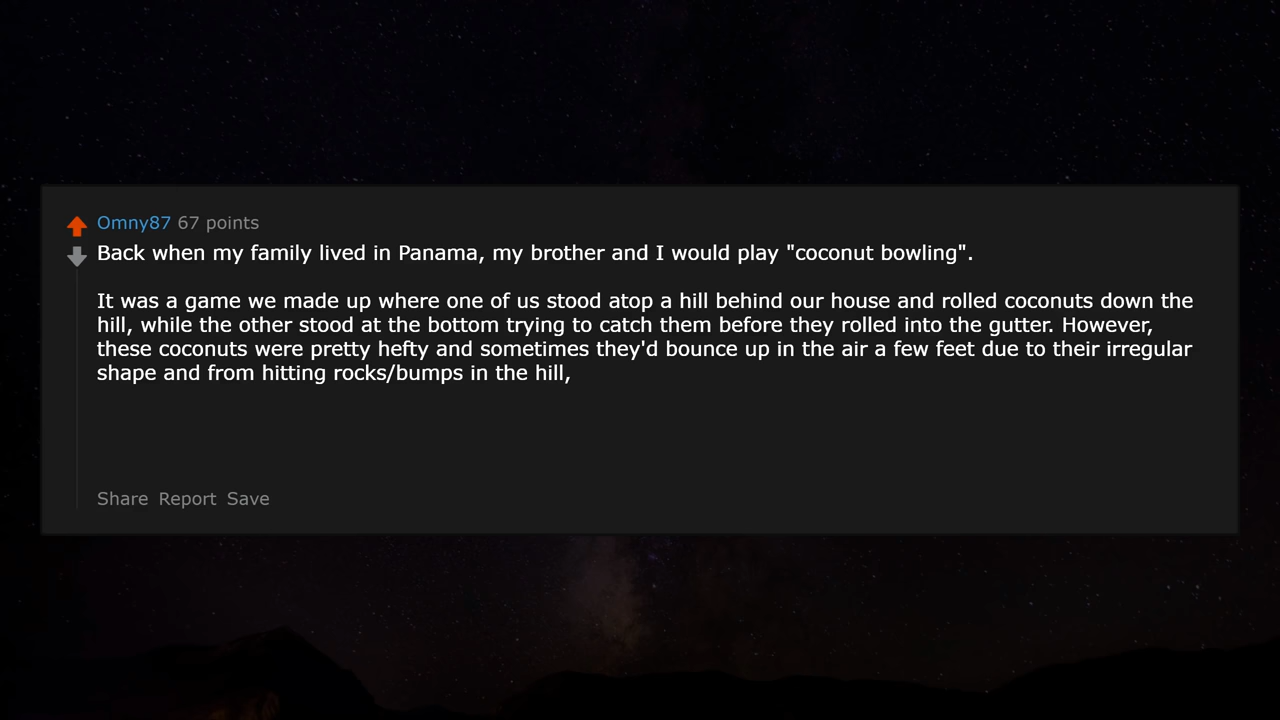 Omny87 67 points
Back when my family lived in Panama, my brother and I would play "coconut bowling".
It was a game we made up where one of us stood atop a hill behind our house and rolled coconuts down the
hill, while the other stood at the bottom trying to catch them before they rolled into the gutter. However,
these coconuts were pretty hefty and sometimes they'd bounce up in the air a few feet due to their irregular
shape and from hitting rocks/bumps in the hill,
Share Report Save